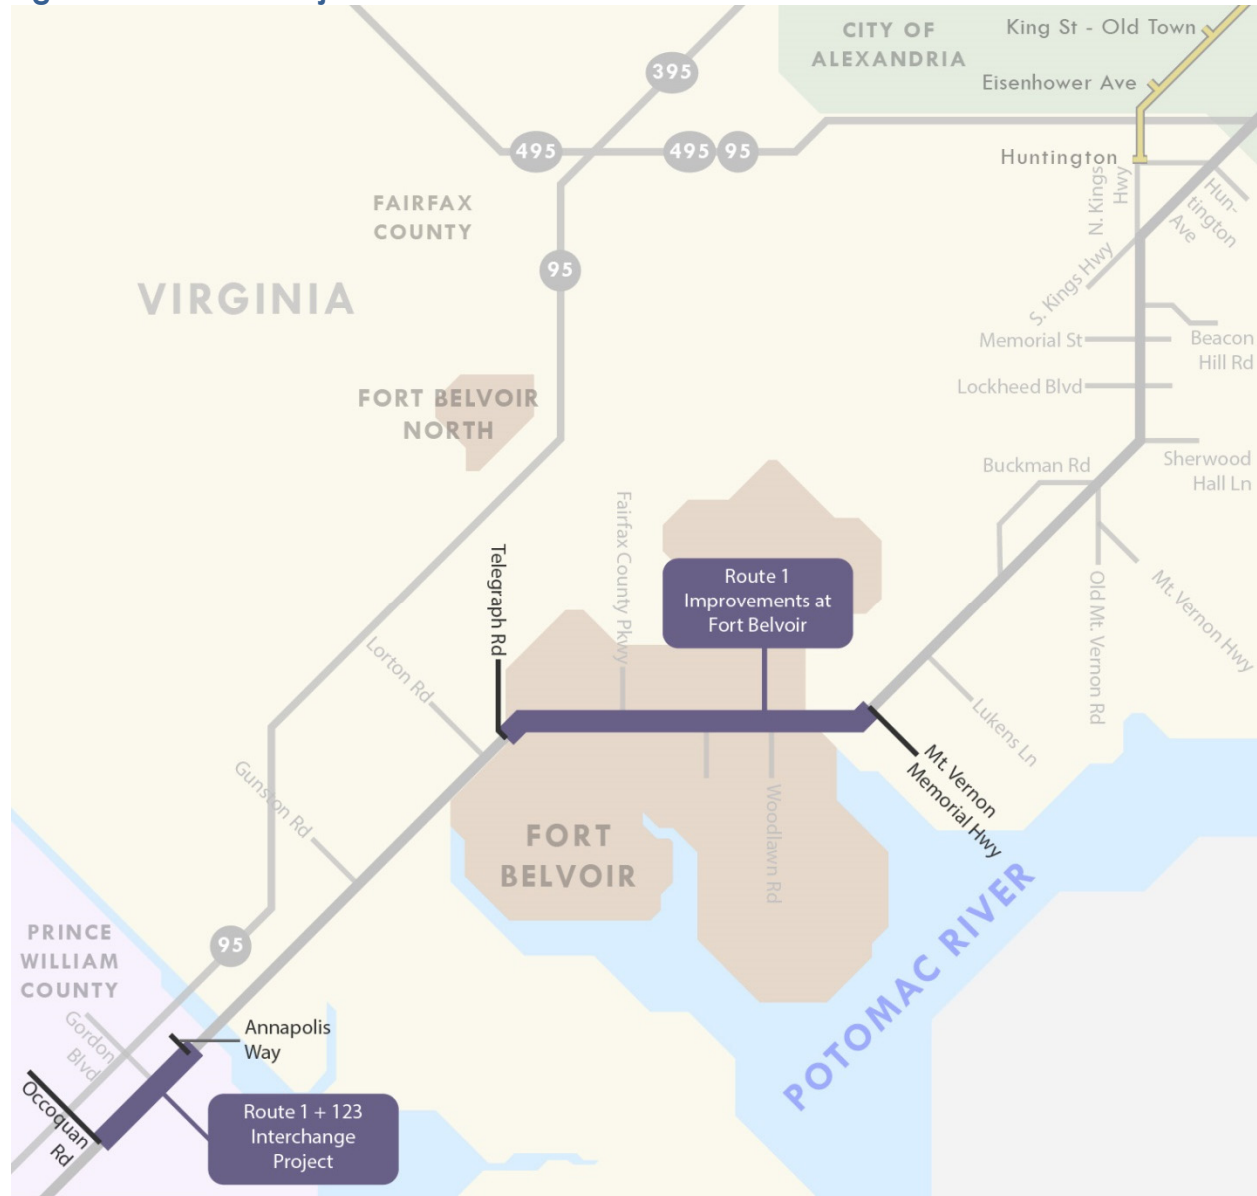 CITY OF
ALEXANDRIA
King St - Old Town
Eisenhower Ave
Huntington
395
495
495
95
N. Kings
Hwy
Hun-
tington
Ave
FAIRFAX
COUNTY
95
S. Kings Hwy
VIRGINIA
Memorial St
Beacon
Hill Rd
Lockheed Blvd
FORT BELVOIR
NORTH
Buckman Rd
Sherwood
Hall Ln
Telegraph Rd
Fairfax County Pkwy
Route 1
Improvements at
Fort Belvoir
Old Mt. Vernon Rd
Mt. Vernon Hwy
Lorton Rd
Lukens Ln
Mt. Vernon
Memorial Hwy
Gunston Rd
Woodlawn Rd
FORT
BELVOIR
POTOMAC RIVER
PRINCE
WILLIAM
COUNTY
95
Gordon
Blvd
Annapolis
Way
Occoquan
Rd
Route 1 + 123
Interchange
Project